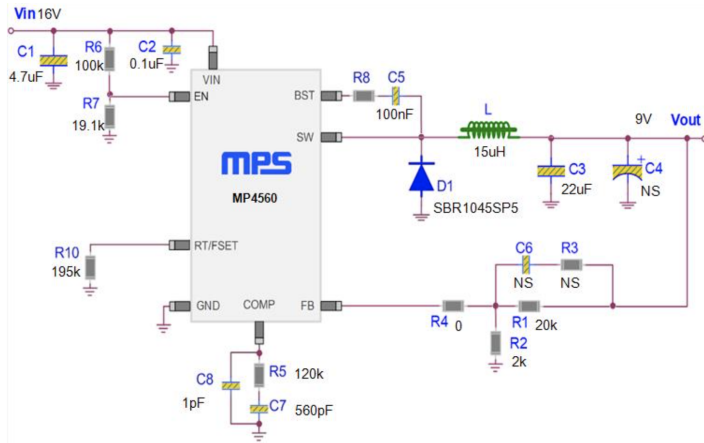 Vin 16V
C1
4.7uF
R6
100k
C2
0.1uF
R7
19.1k
VIN
EN
BST
SW
R8
C5
100nF
L
15uH
9V
Vout
mps
MP4560
D1
SBR1045SP5
C3
22uF
C4
+
NS
RT/FSET
R10
195k
GND
COMP
FB
C6
NS
R3
NS
R4
0
R1
20k
R2
2k
C8
1pF
R5
120k
C7
560pF